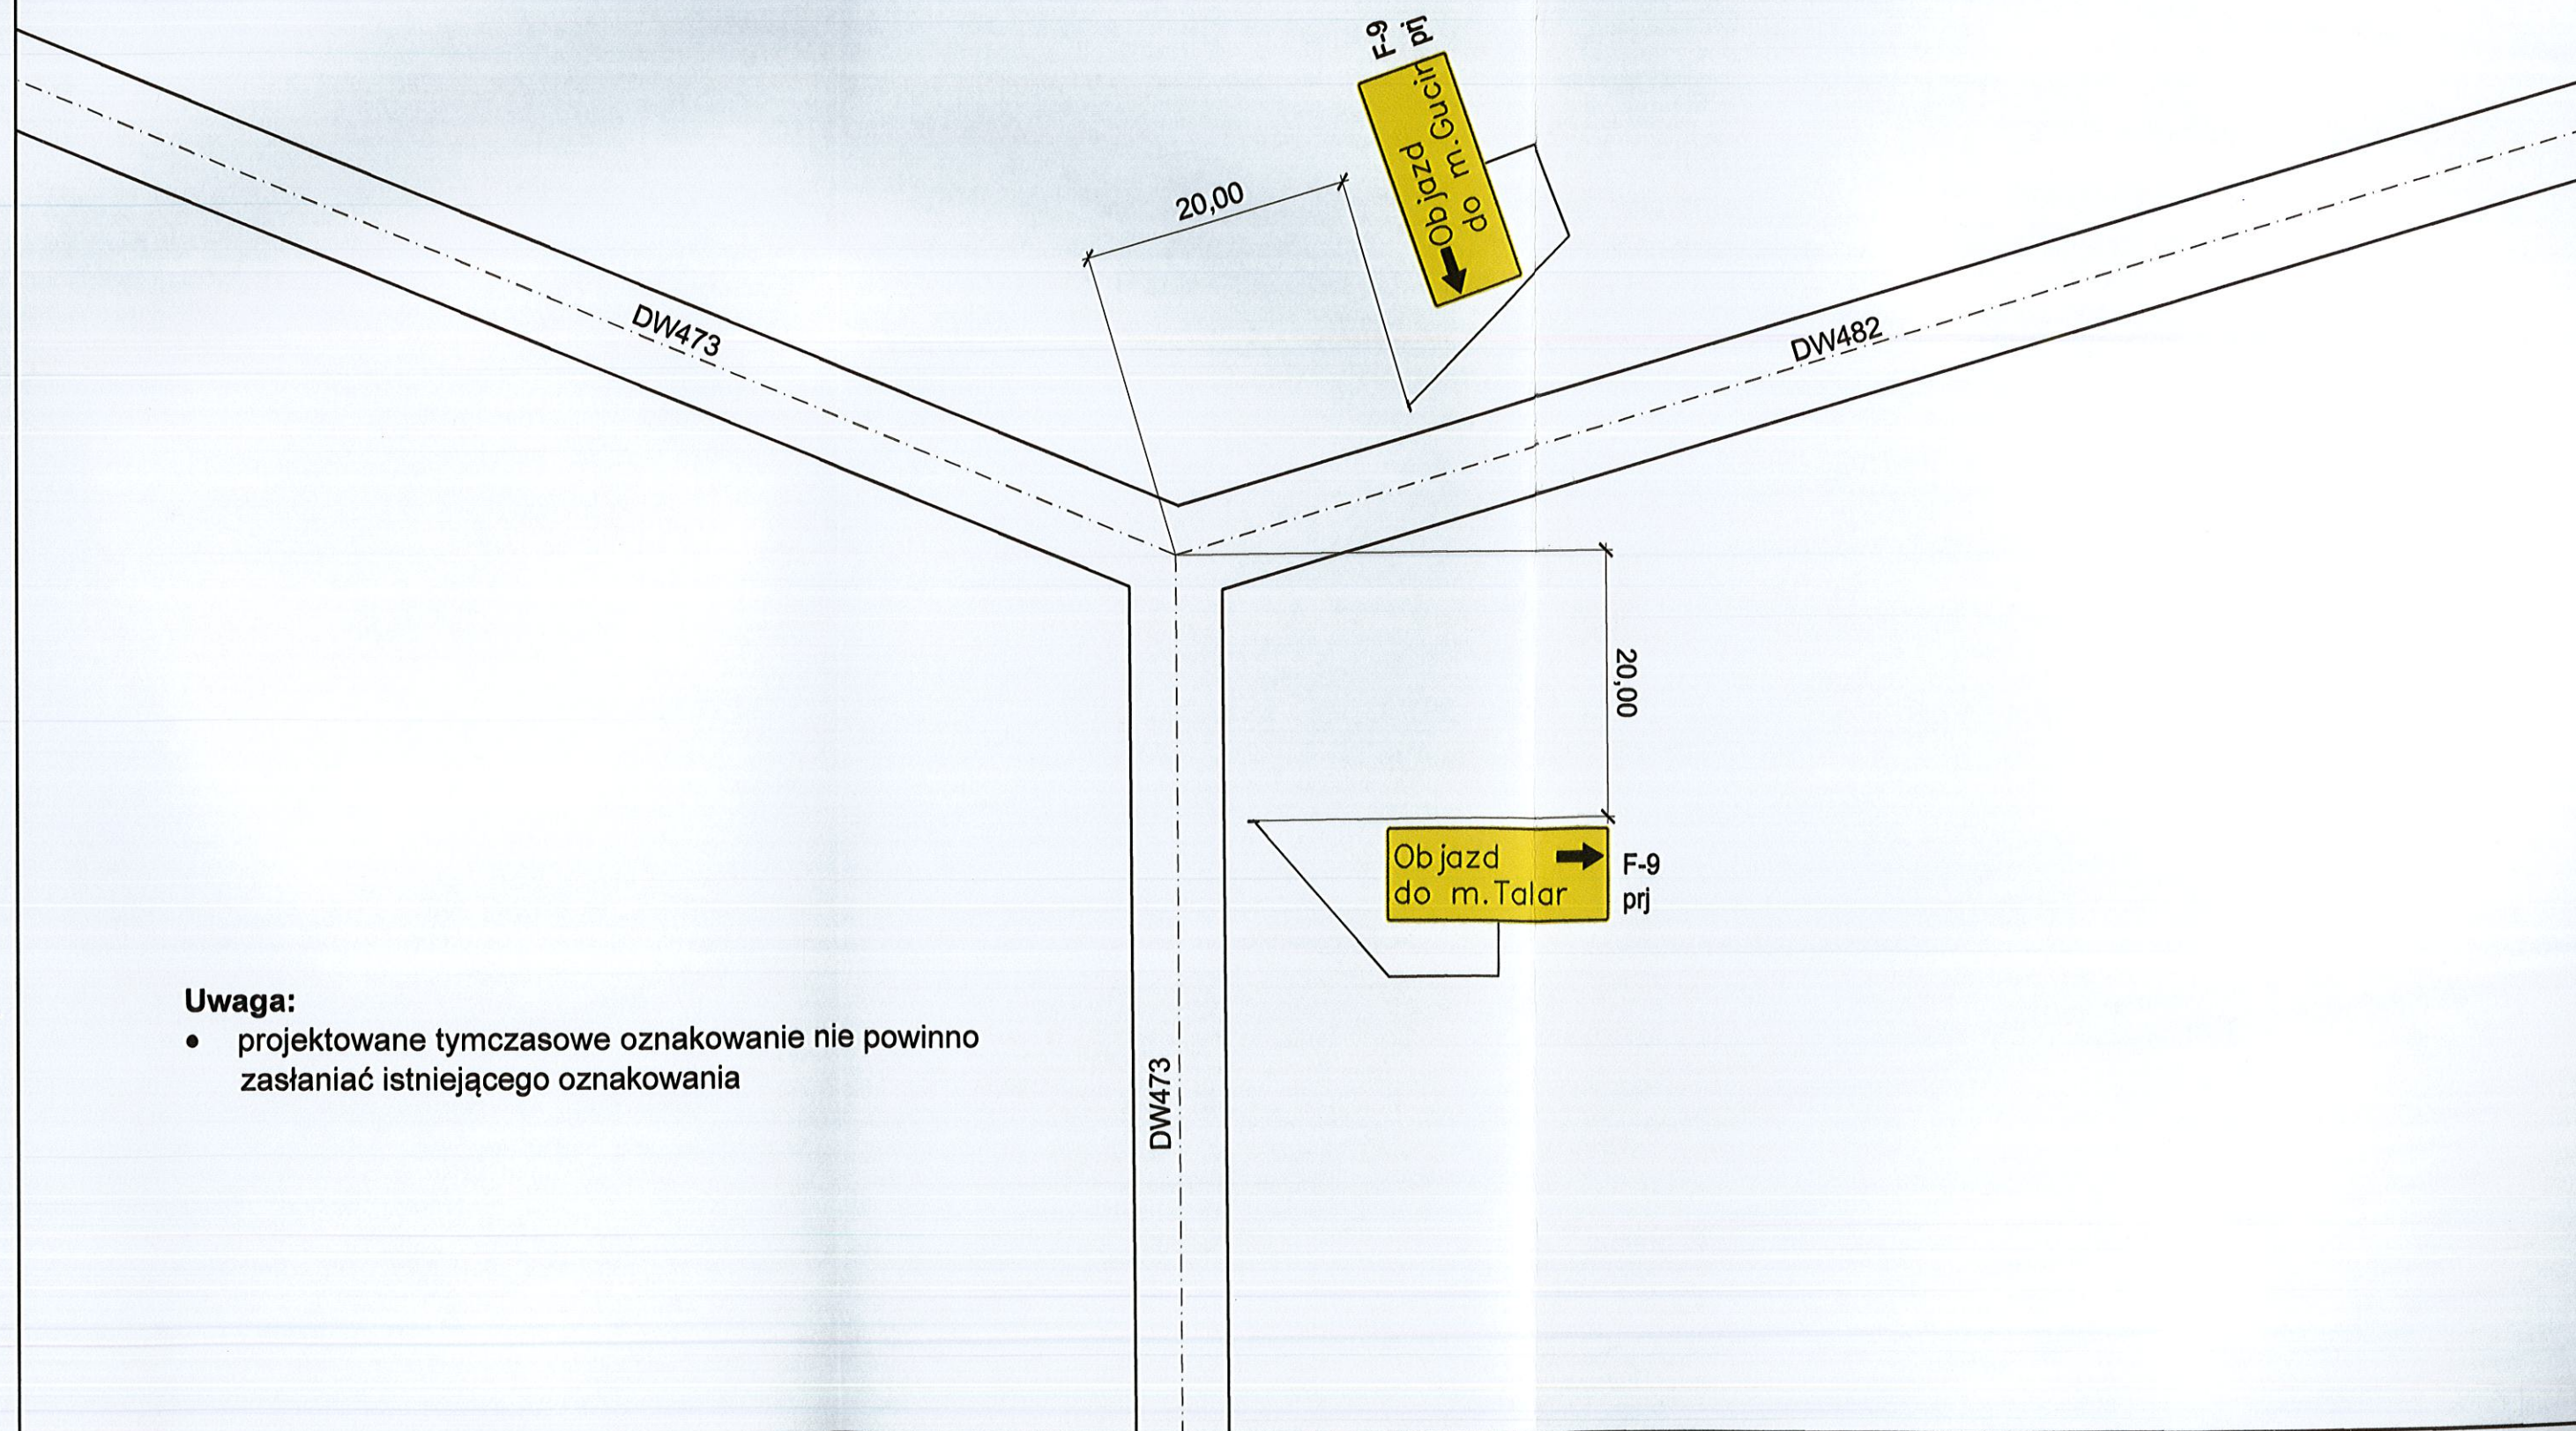 F-9
prj
Objazd
do m.Gucin
20,00
DW473
DW482
20,00
Objazd
do m.Talar
F-9
prj
Uwaga:
• projektowane tymczasowe oznakowanie nie powinno
zasłaniać istniejącego oznakowania
DW473